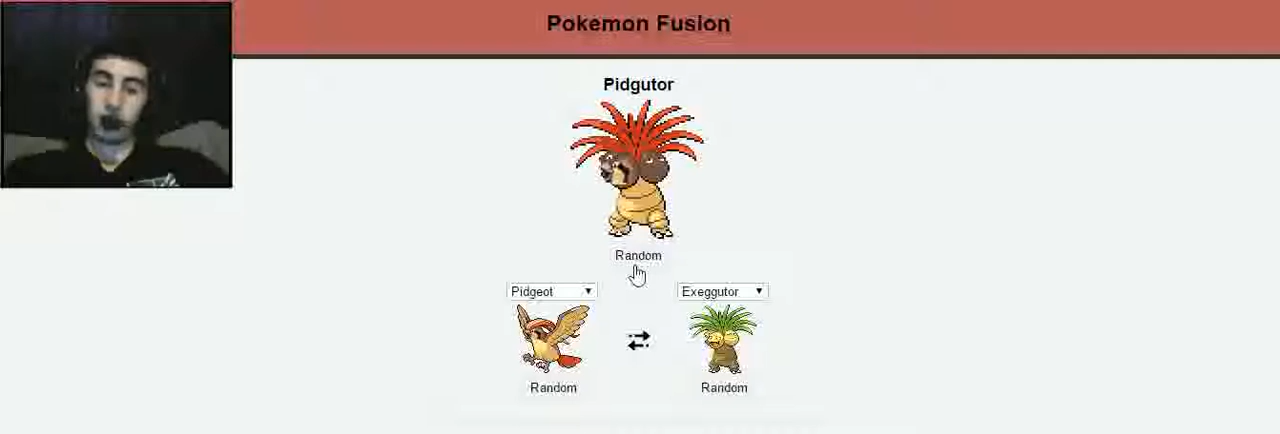 Pokemon Fusion
Pidgutor
Random
Pidgeot
Exeggutor
Random
Random